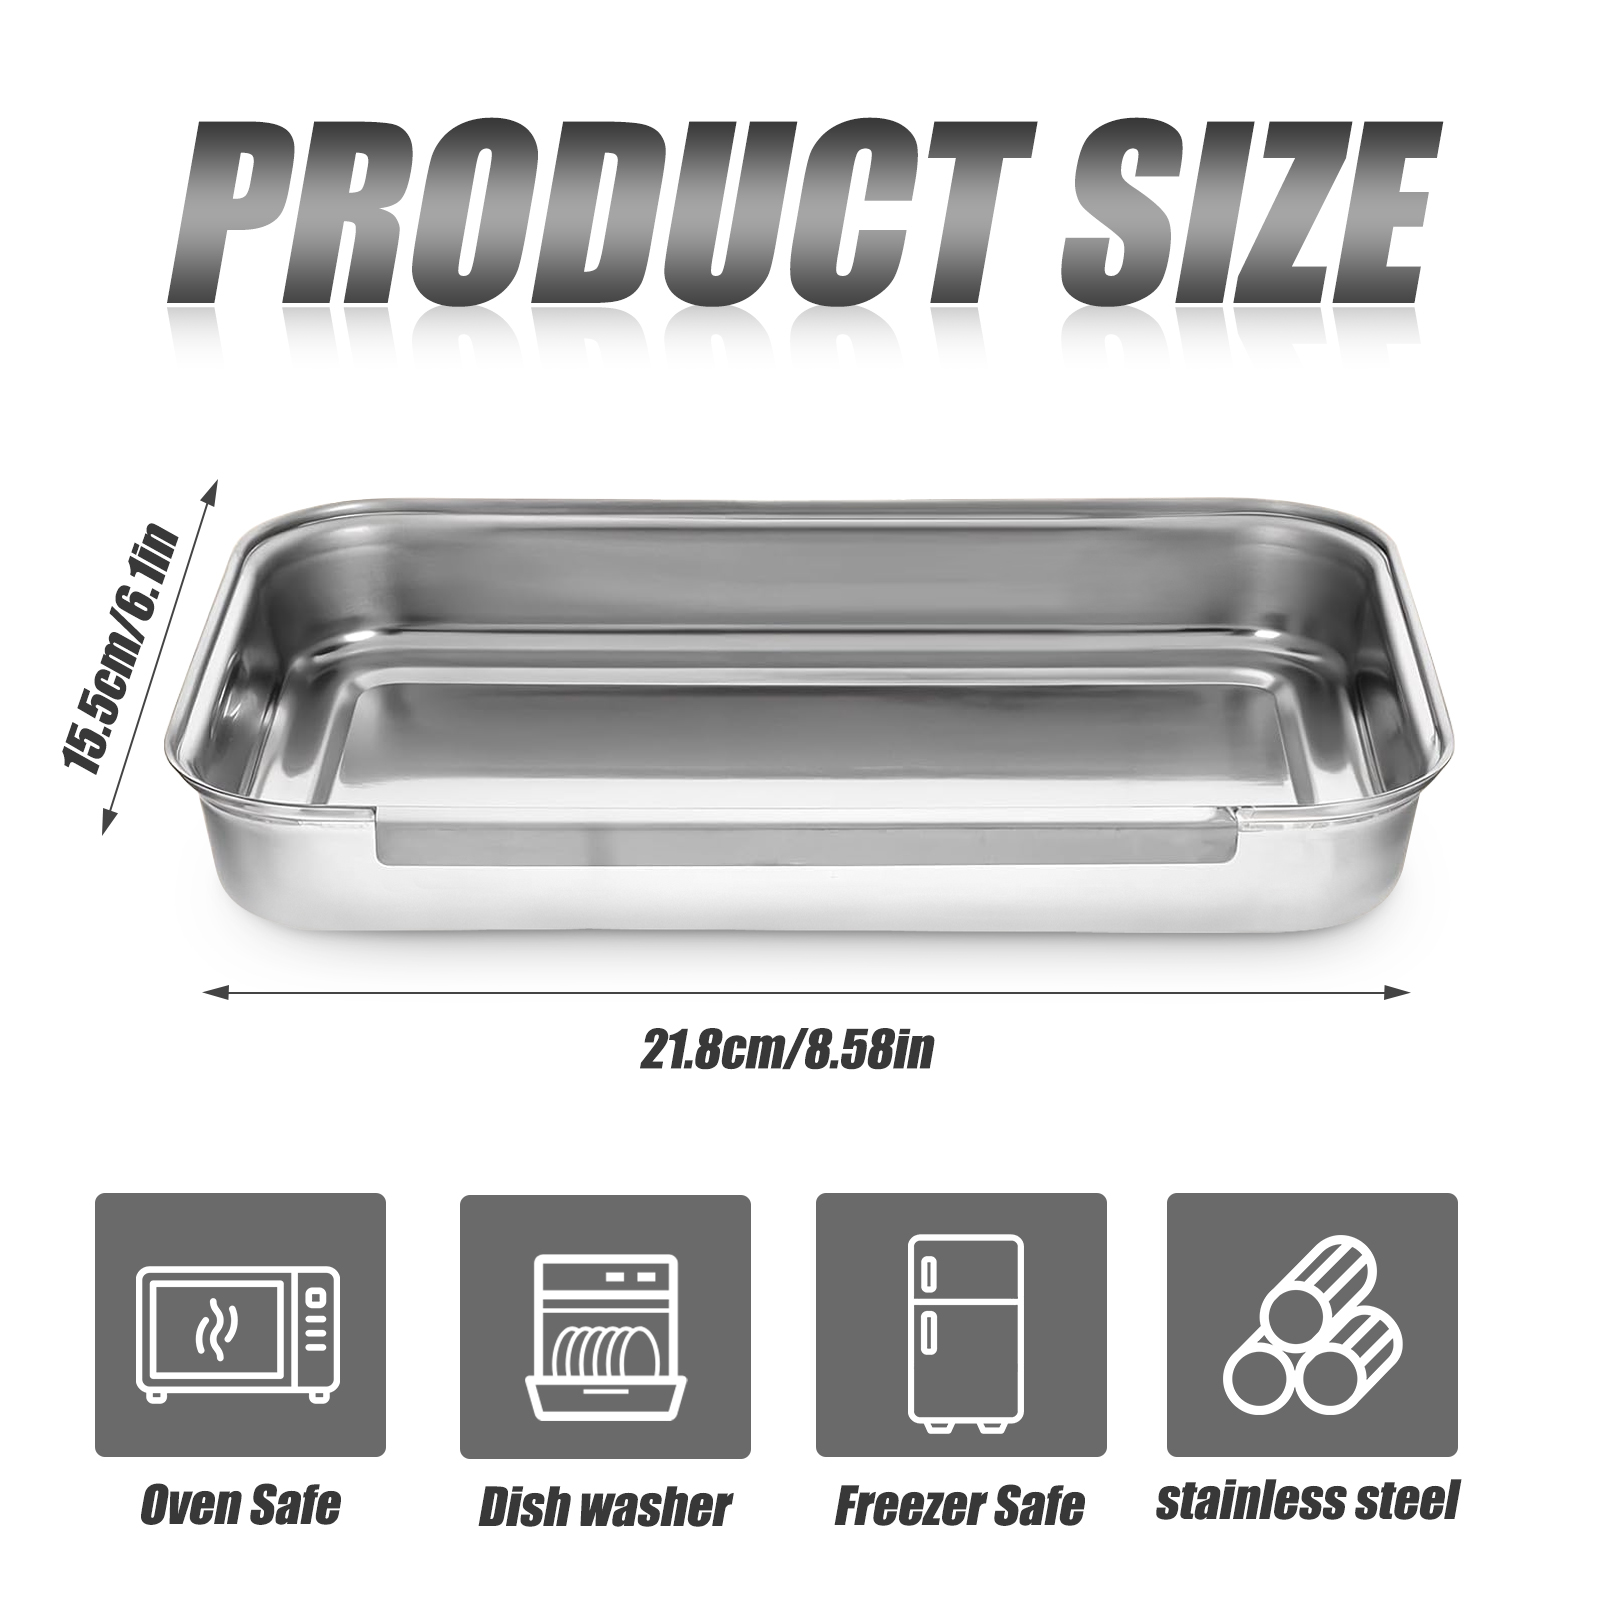 PRODUCT SIZE
15.5cm/6.1in
21.8cm/8.58in
Oven Safe
Dish washer
Freezer Safe
stainless steel